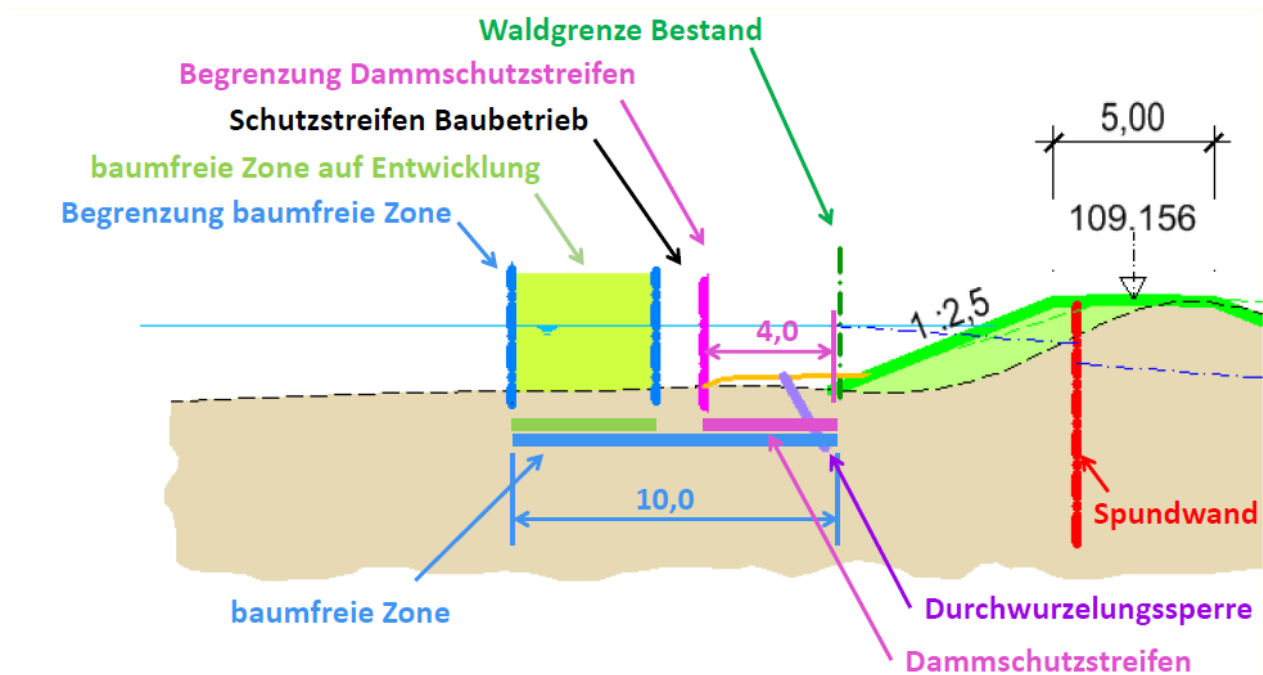 Waldgrenze Bestand
Begrenzung Dammschutzstreifen
Schutzstreifen Baubetrieb
5,00
baumfreie Zone auf Entwicklung
Begrenzung baumfreie Zone
109.156
1 :2,5
4,0
10,0
Spundwand
baumfreie Zone
Durchwurzelungssperre
Dammschutzstreifen